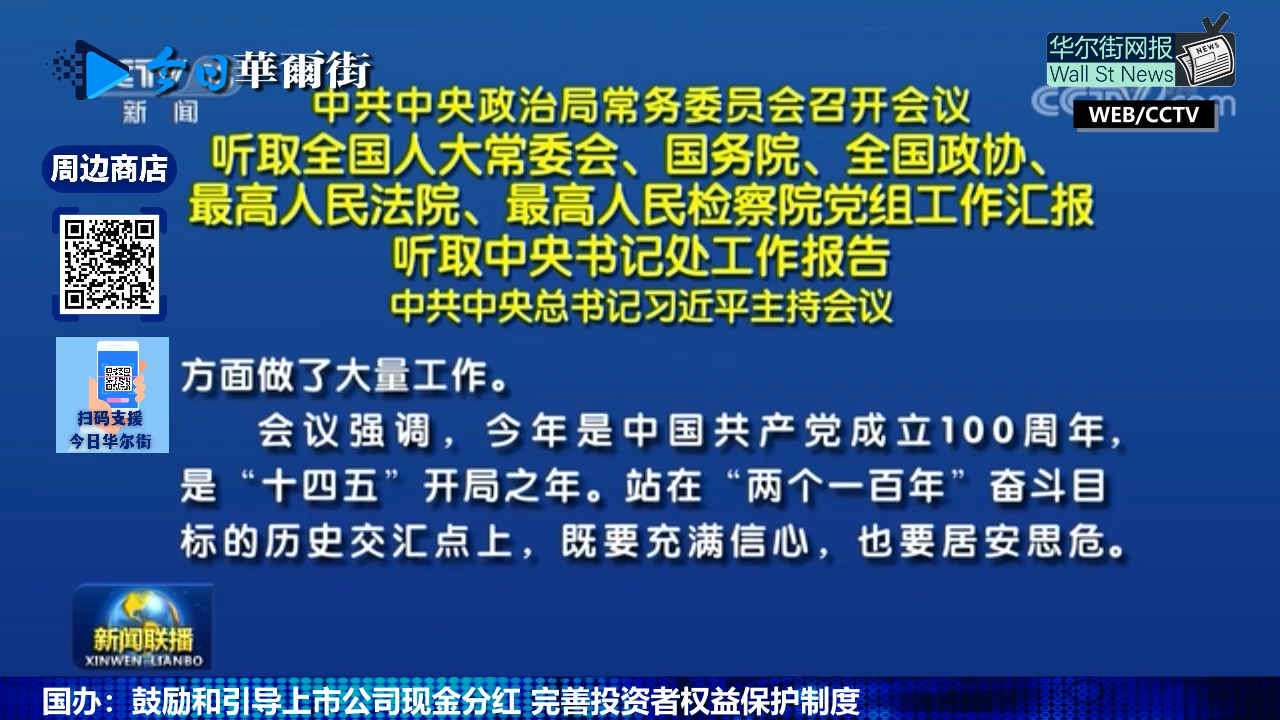 今日華爾街
新闻
华尔街网报
Wall St News
NEWS
WEB/CCTV
中共中央政治局常务委员会召开会议
听取全国人大常委会、国务院、全国政协、
最高人民法院、最高人民检察院党组工作汇报
听取中央书记处工作报告
中共中央总书记习近平主持会议
周边商店
扫码支援
今日华尔街
方面做了大量工作。
会议强调，今年是中国共产党成立100周年，
是“十四五”开局之年。站在“两个一百年”奋斗目
标的历史交汇点上，既要充满信心，也要居安思危。
新闻联播
XINWEN LIANBO
国办：鼓励和引导上市公司现金分红 完善投资者权益保护制度